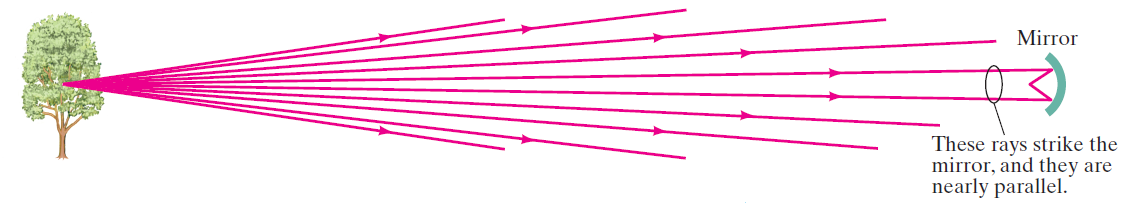 Mirror
These rays strike the
mirror, and they are
nearly parallel.